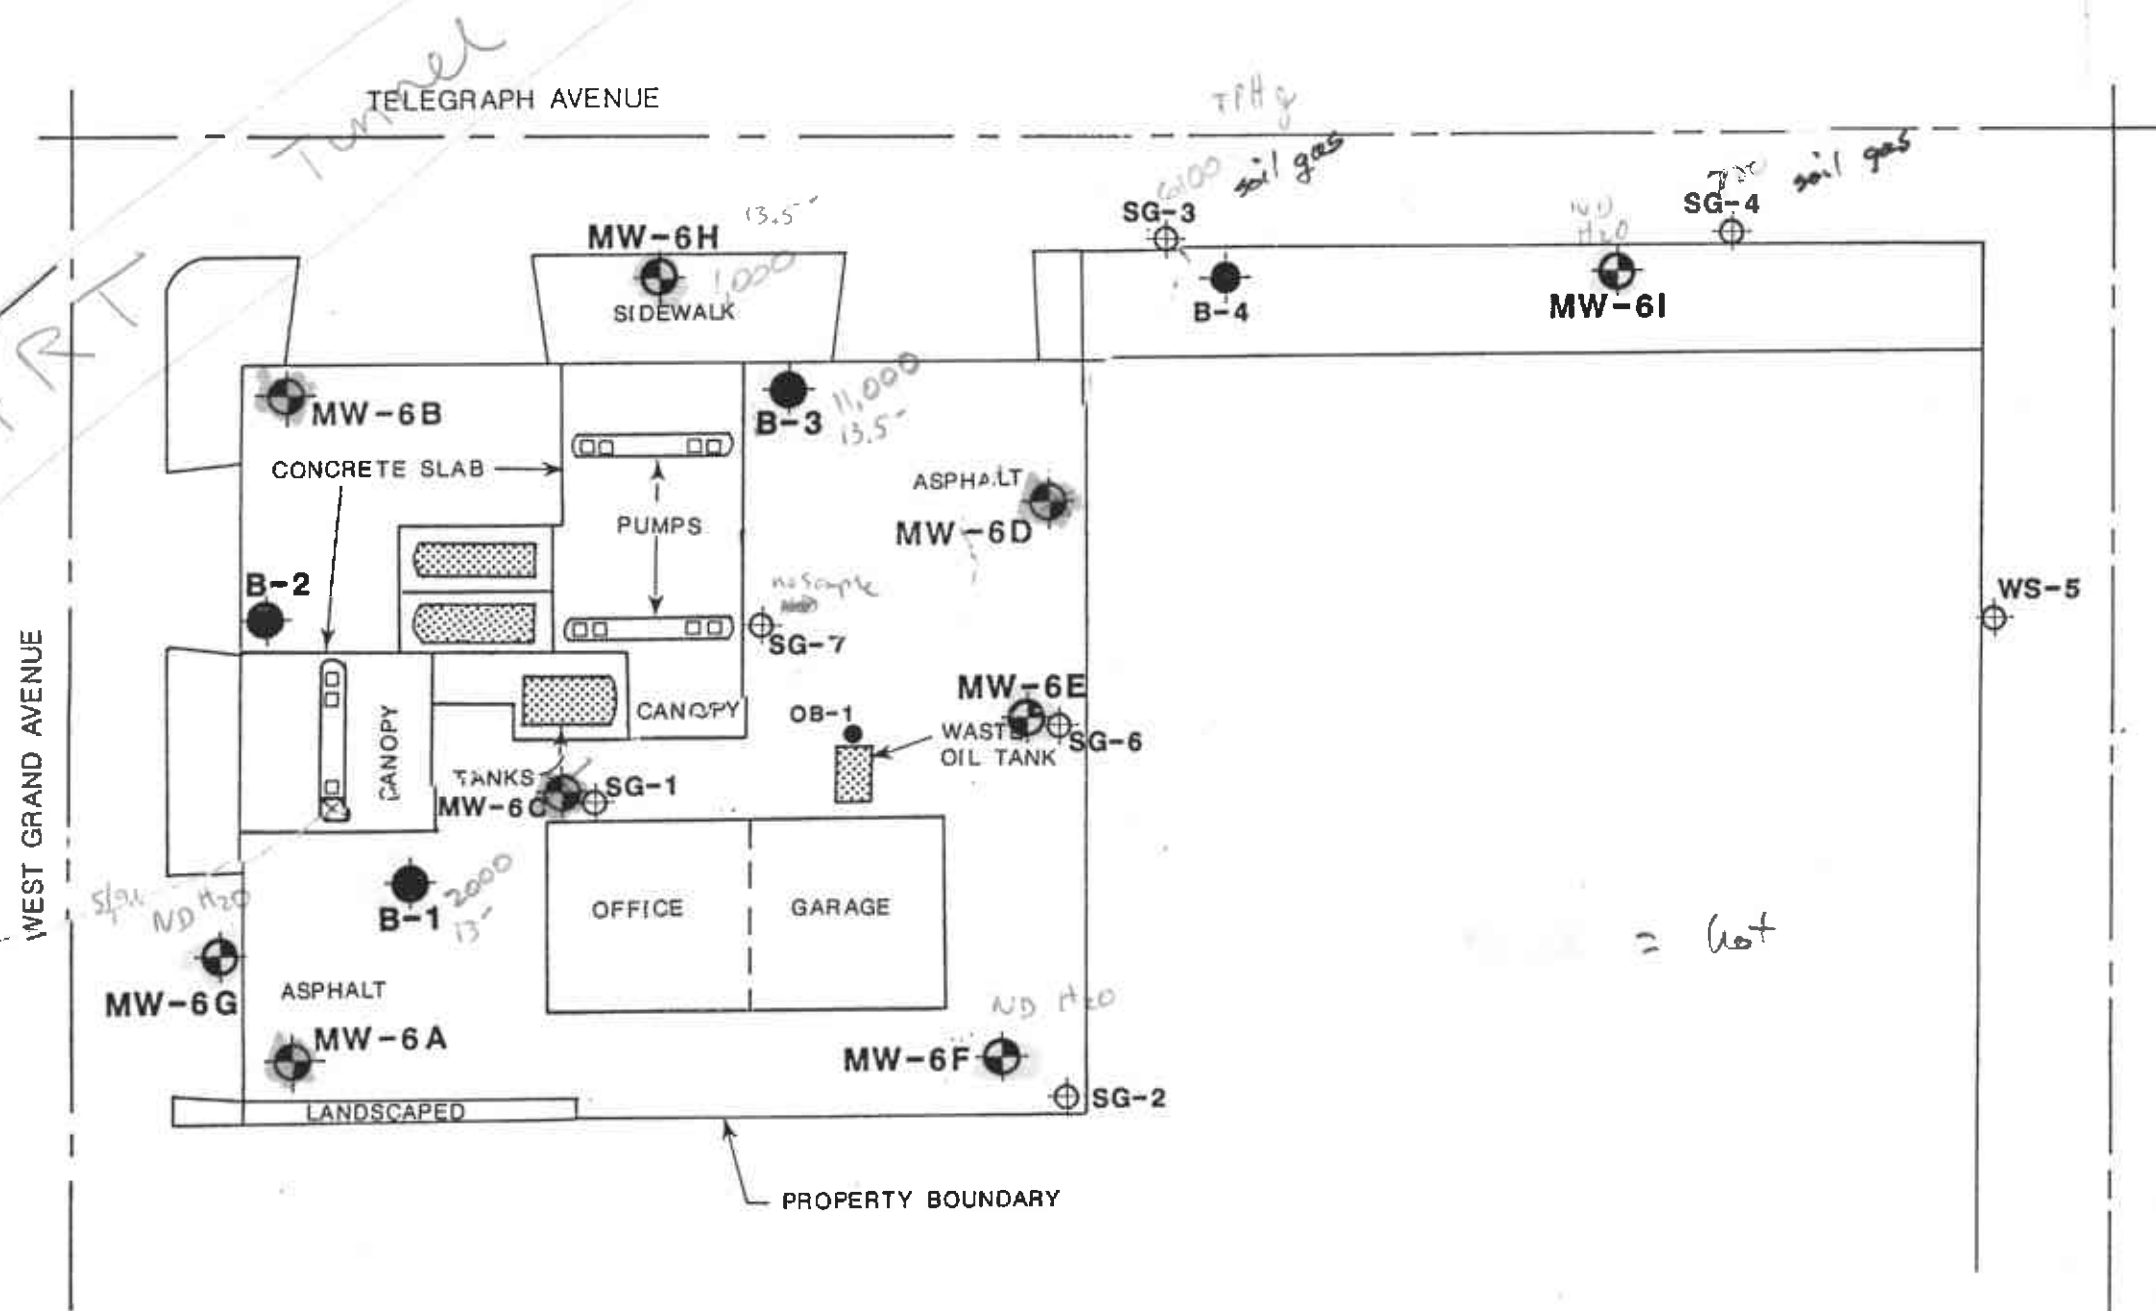 Tunnel
TELEGRAPH AVENUE
TPHg
6100 soil gas
soil gas
SG-3
SG-4
ND
H2O
MW-6H 13.5'
1,000
SIDEWALK
B-4
MW-6I
MW-6B
B-3 11,000
13.5'
CONCRETE SLAB
ASPHALT
MW-6D
PUMPS
B-2
no sample
SG-7
WS-5
MW-6E
CANOPY
CANOPY
OB-1
WASTE
OIL TANK
SG-6
TANKS
MW-6C
SG-1
WEST GRAND AVENUE
B-1 2000
13'
OFFICE
GARAGE
ND H2O
MW-6G
ASPHALT
= hot
MW-6A
ND H2O
MW-6F
SG-2
LANDSCAPED
PROPERTY BOUNDARY